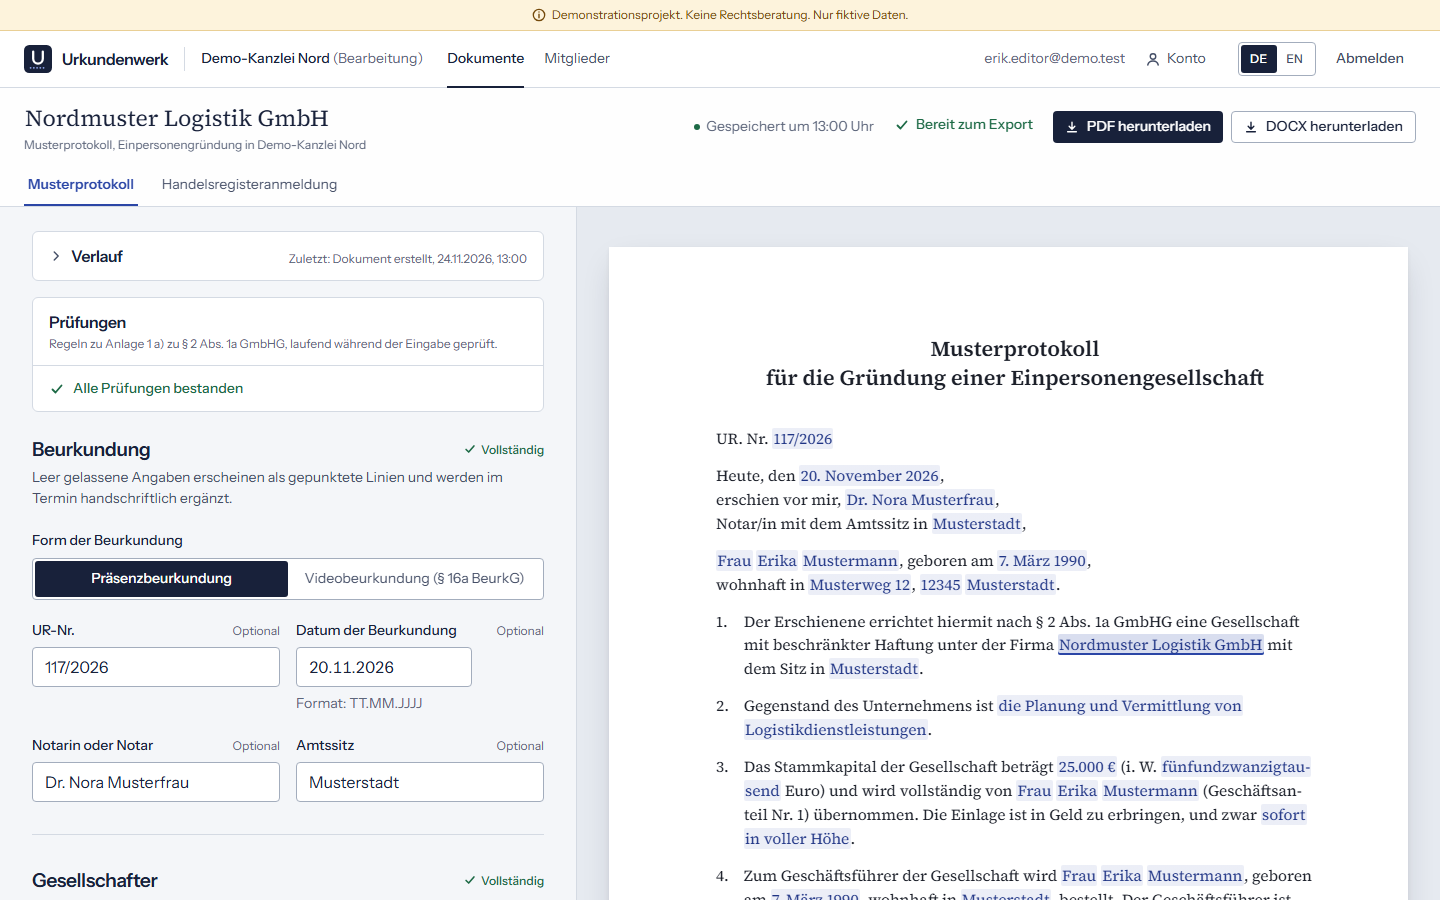 Demonstrationsprojekt. Keine Rechtsberatung. Nur fiktive Daten.
U Urkundenwerk Demo-Kanzlei Nord (Bearbeitung) Dokumente Mitglieder erik.editor@demo.test Konto DE EN Abmelden
Nordmuster Logistik GmbH
Musterprotokoll, Einpersonengründung in Demo-Kanzlei Nord
Gespeichert um 13:00 Uhr Bereit zum Export PDF herunterladen DOCX herunterladen
Musterprotokoll Handelsregisteranmeldung
Verlauf Zuletzt: Dokument erstellt, 24.11.2026, 13:00
Prüfungen
Regeln zu Anlage 1 a) zu § 2 Abs. 1a GmbHG, laufend während der Eingabe geprüft.
Alle Prüfungen bestanden
Beurkundung Vollständig
Leer gelassene Angaben erscheinen als gepunktete Linien und werden im
Termin handschriftlich ergänzt.
Form der Beurkundung
Präsenzbeurkundung Videobeurkundung (§ 16a BeurkG)
UR-Nr. Optional Datum der Beurkundung Optional
117/2026 20.11.2026
Format: TT.MM.JJJJ
Notarin oder Notar Optional Amtssitz Optional
Dr. Nora Musterfrau Musterstadt
Gesellschafter Vollständig
Musterprotokoll
für die Gründung einer Einpersonengesellschaft
UR. Nr. 117/2026
Heute, den 20. November 2026,
erschien vor mir, Dr. Nora Musterfrau,
Notar/in mit dem Amtssitz in Musterstadt,
Frau Erika Mustermann, geboren am 7. März 1990,
wohnhaft in Musterweg 12, 12345 Musterstadt.
1. Der Erschienene errichtet hiermit nach § 2 Abs. 1a GmbHG eine Gesellschaft
mit beschränkter Haftung unter der Firma Nordmuster Logistik GmbH mit
dem Sitz in Musterstadt.
2. Gegenstand des Unternehmens ist die Planung und Vermittlung von
Logistikdienstleistungen.
3. Das Stammkapital der Gesellschaft beträgt 25.000 € (i. W. fünfundzwanzigtau-
send Euro) und wird vollständig von Frau Erika Mustermann (Geschäftsan-
teil Nr. 1) übernommen. Die Einlage ist in Geld zu erbringen, und zwar sofort
in voller Höhe.
4. Zum Geschäftsführer der Gesellschaft wird Frau Erika Mustermann, geboren
am 7. März 1990, wohnhaft in Musterstadt, bestellt. Der Geschäftsführer ist